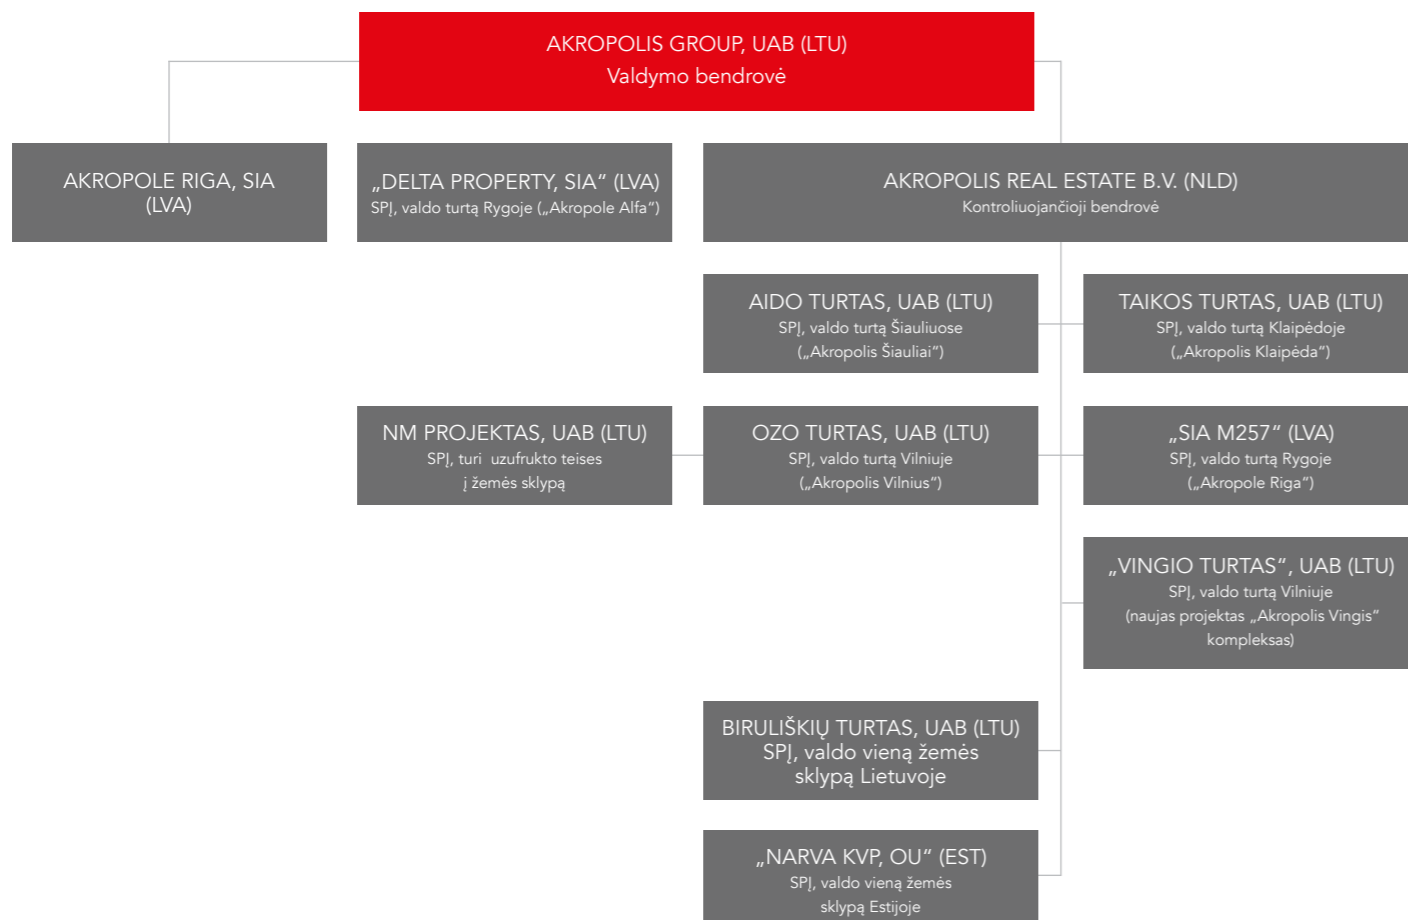 AKROPOLIS GROUP, UAB (LTU)
Valdymo bendrovė
AKROPOLE RIGA, SIA
(LVA)
„DELTA PROPERTY, SIA“ (LVA)
SPĮ, valdo turtą Rygoje („Akropole Alfa“)
AKROPOLIS REAL ESTATE B.V. (NLD)
Kontroliuojančioji bendrovė
AIDO TURTAS, UAB (LTU)
SPĮ, valdo turtą Šiauliuose
(„Akropolis Šiauliai“)
TAIKOS TURTAS, UAB (LTU)
SPĮ, valdo turtą Klaipėdoje
(„Akropolis Klaipėda“)
NM PROJEKTAS, UAB (LTU)
SPĮ, turi uzufrukto teises
į žemės sklypą
OZO TURTAS, UAB (LTU)
SPĮ, valdo turtą Vilniuje
(„Akropolis Vilnius“)
„SIA M257“ (LVA)
SPĮ, valdo turtą Rygoje
(„Akropole Riga“)
„VINGIO TURTAS“, UAB (LTU)
SPĮ, valdo turtą Vilniuje
(naujas projektas „Akropolis Vingis“
kompleksas)
BIRULIŠKIŲ TURTAS, UAB (LTU)
SPĮ, valdo vieną žemės
sklypą Lietuvoje
„NARVA KVP, OU“ (EST)
SPĮ, valdo vieną žemės
sklypą Estijoje